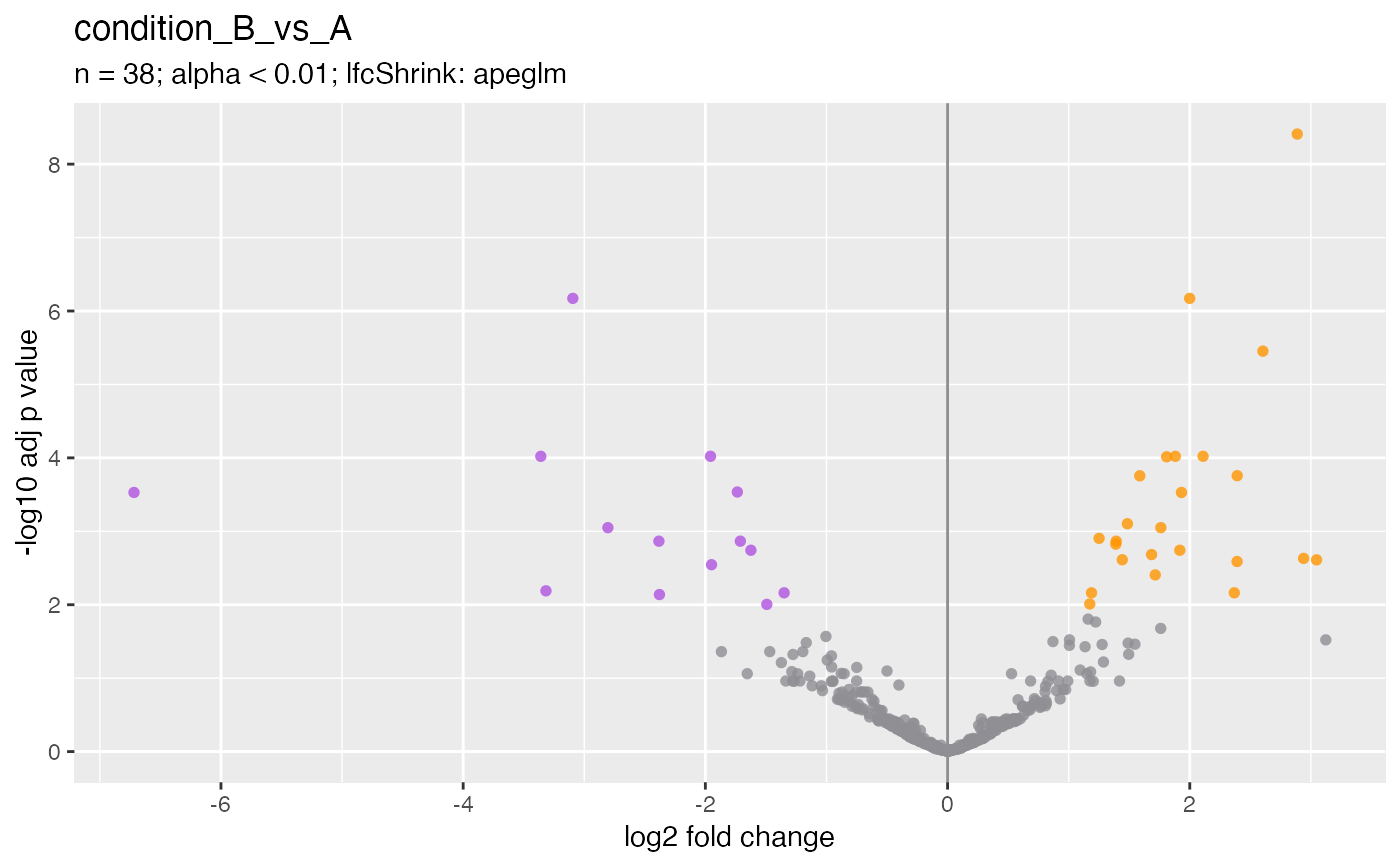 condition_B_vs_A
n = 38; alpha < 0.01; lfcShrink: apeglm
8
6
4
2
0
-log10 adj p value
-6
-4
-2
0
2
log2 fold change